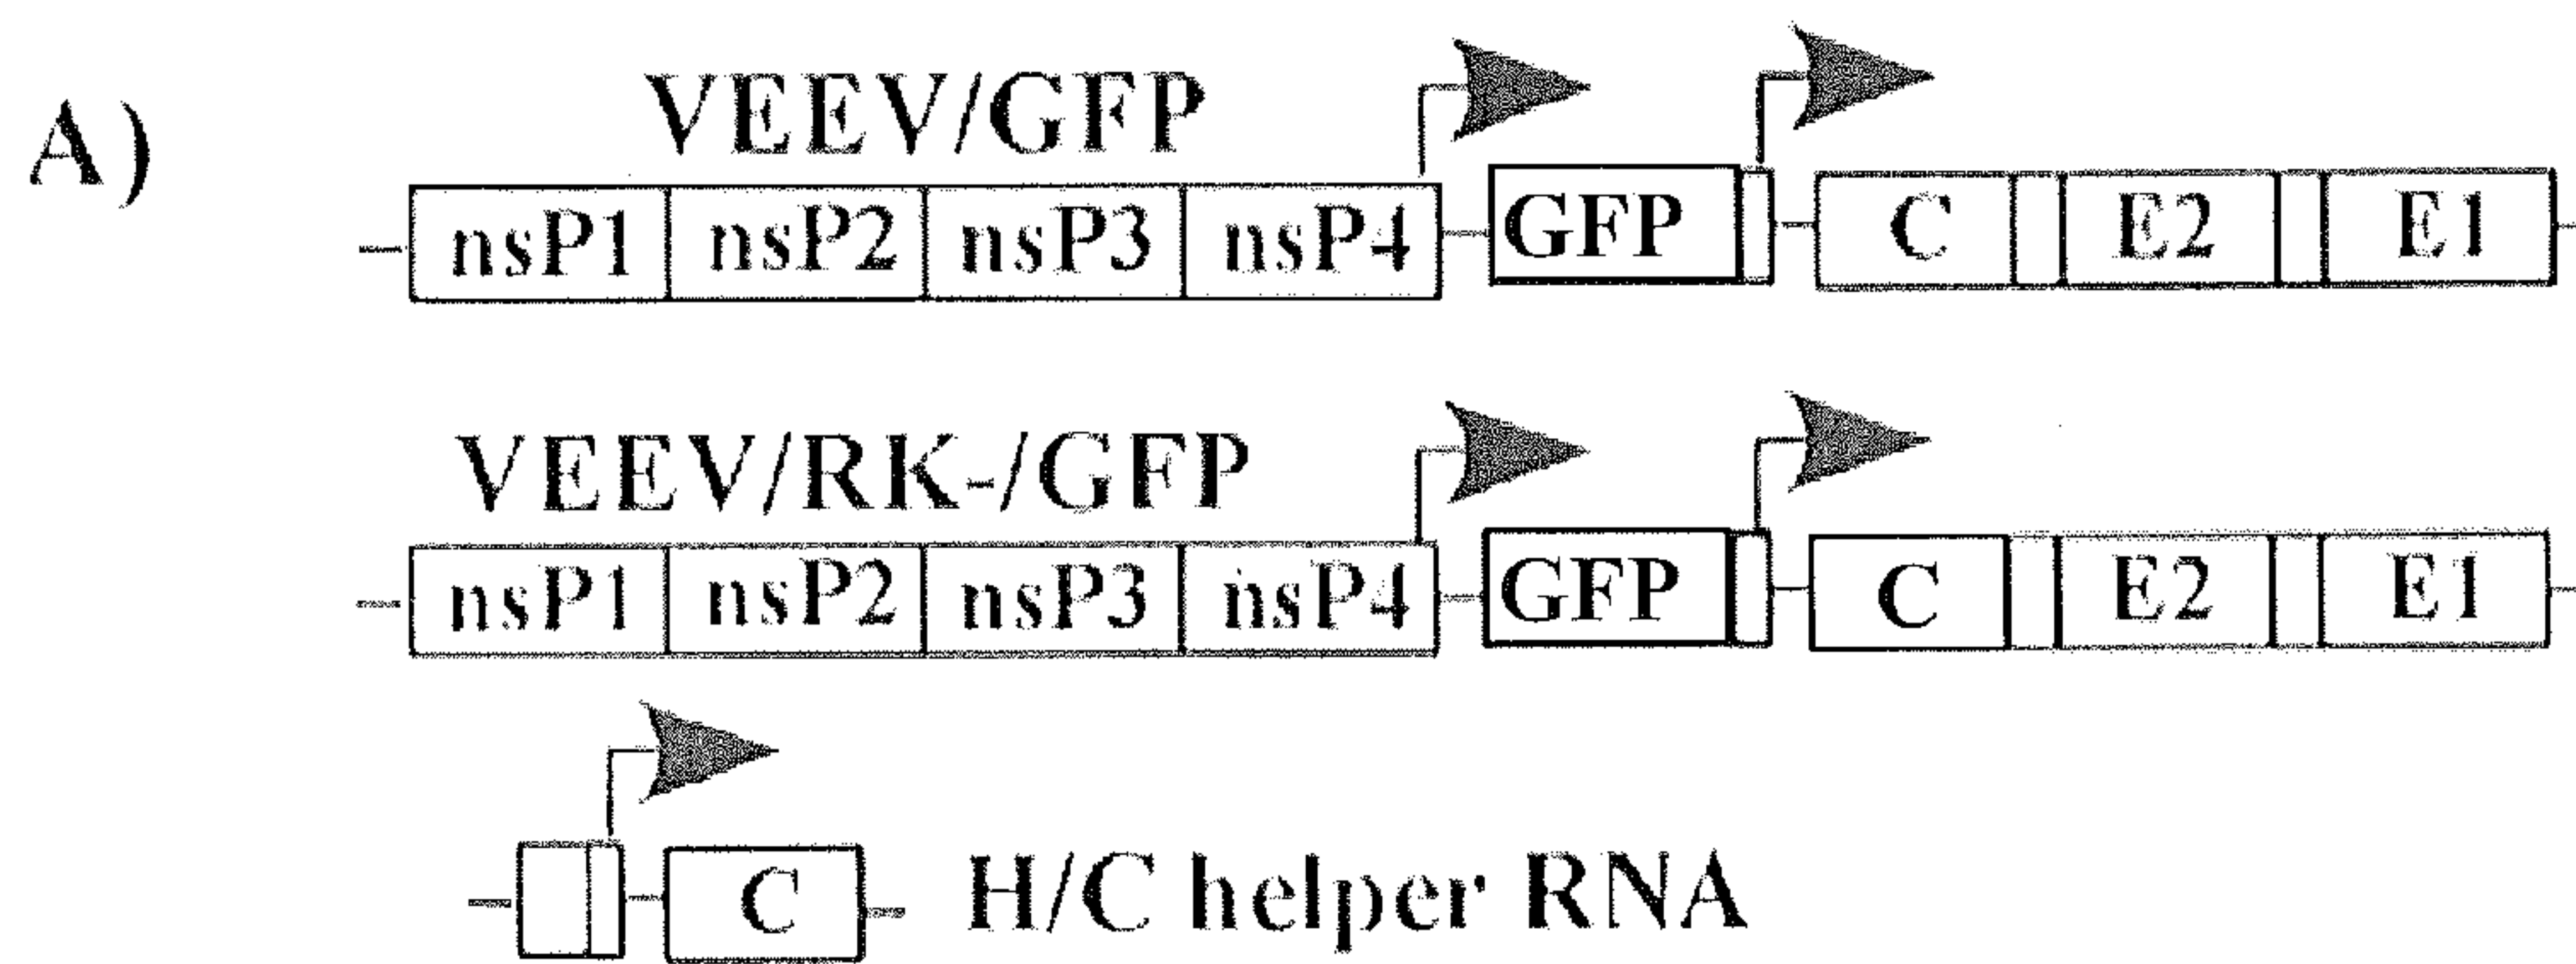 A)
VEEV/GFP
nsP1 nsP2 nsP3 nsP4 GFP C E2 E1
VEEV/RK-/GFP
nsP1 nsP2 nsP3 nsP4 GFP C E2 E1
C H/C helper RNA